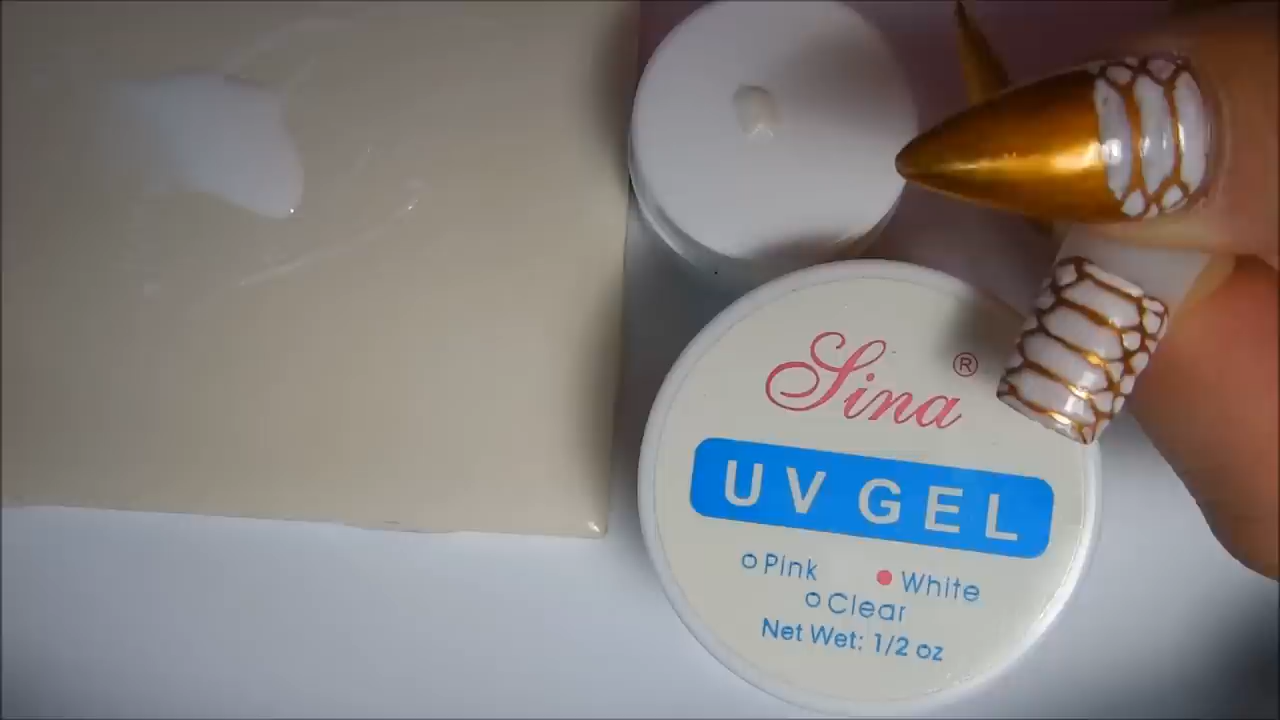 Sina ®
UV GEL
Pink White
Clear
Net Wet: 1/2 oz